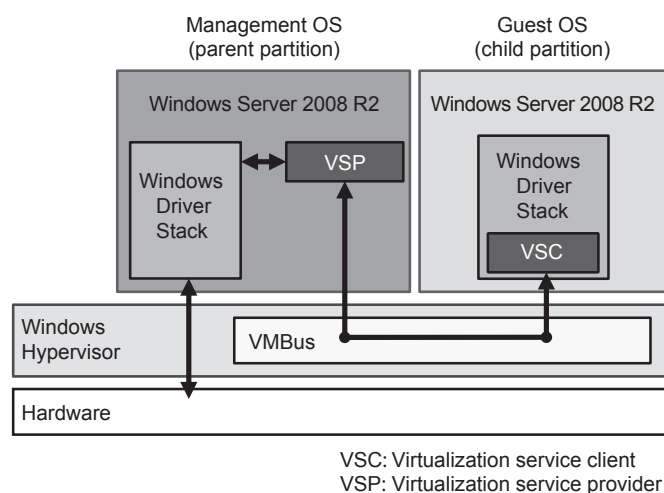 Management OS
(parent partition)
Guest OS
(child partition)
Windows Server 2008 R2
Windows
Driver
Stack
VSP
Windows Server 2008 R2
Windows
Driver
Stack
VSC
Windows
Hypervisor
VMBus
Hardware
VSC: Virtualization service client
VSP: Virtualization service provider